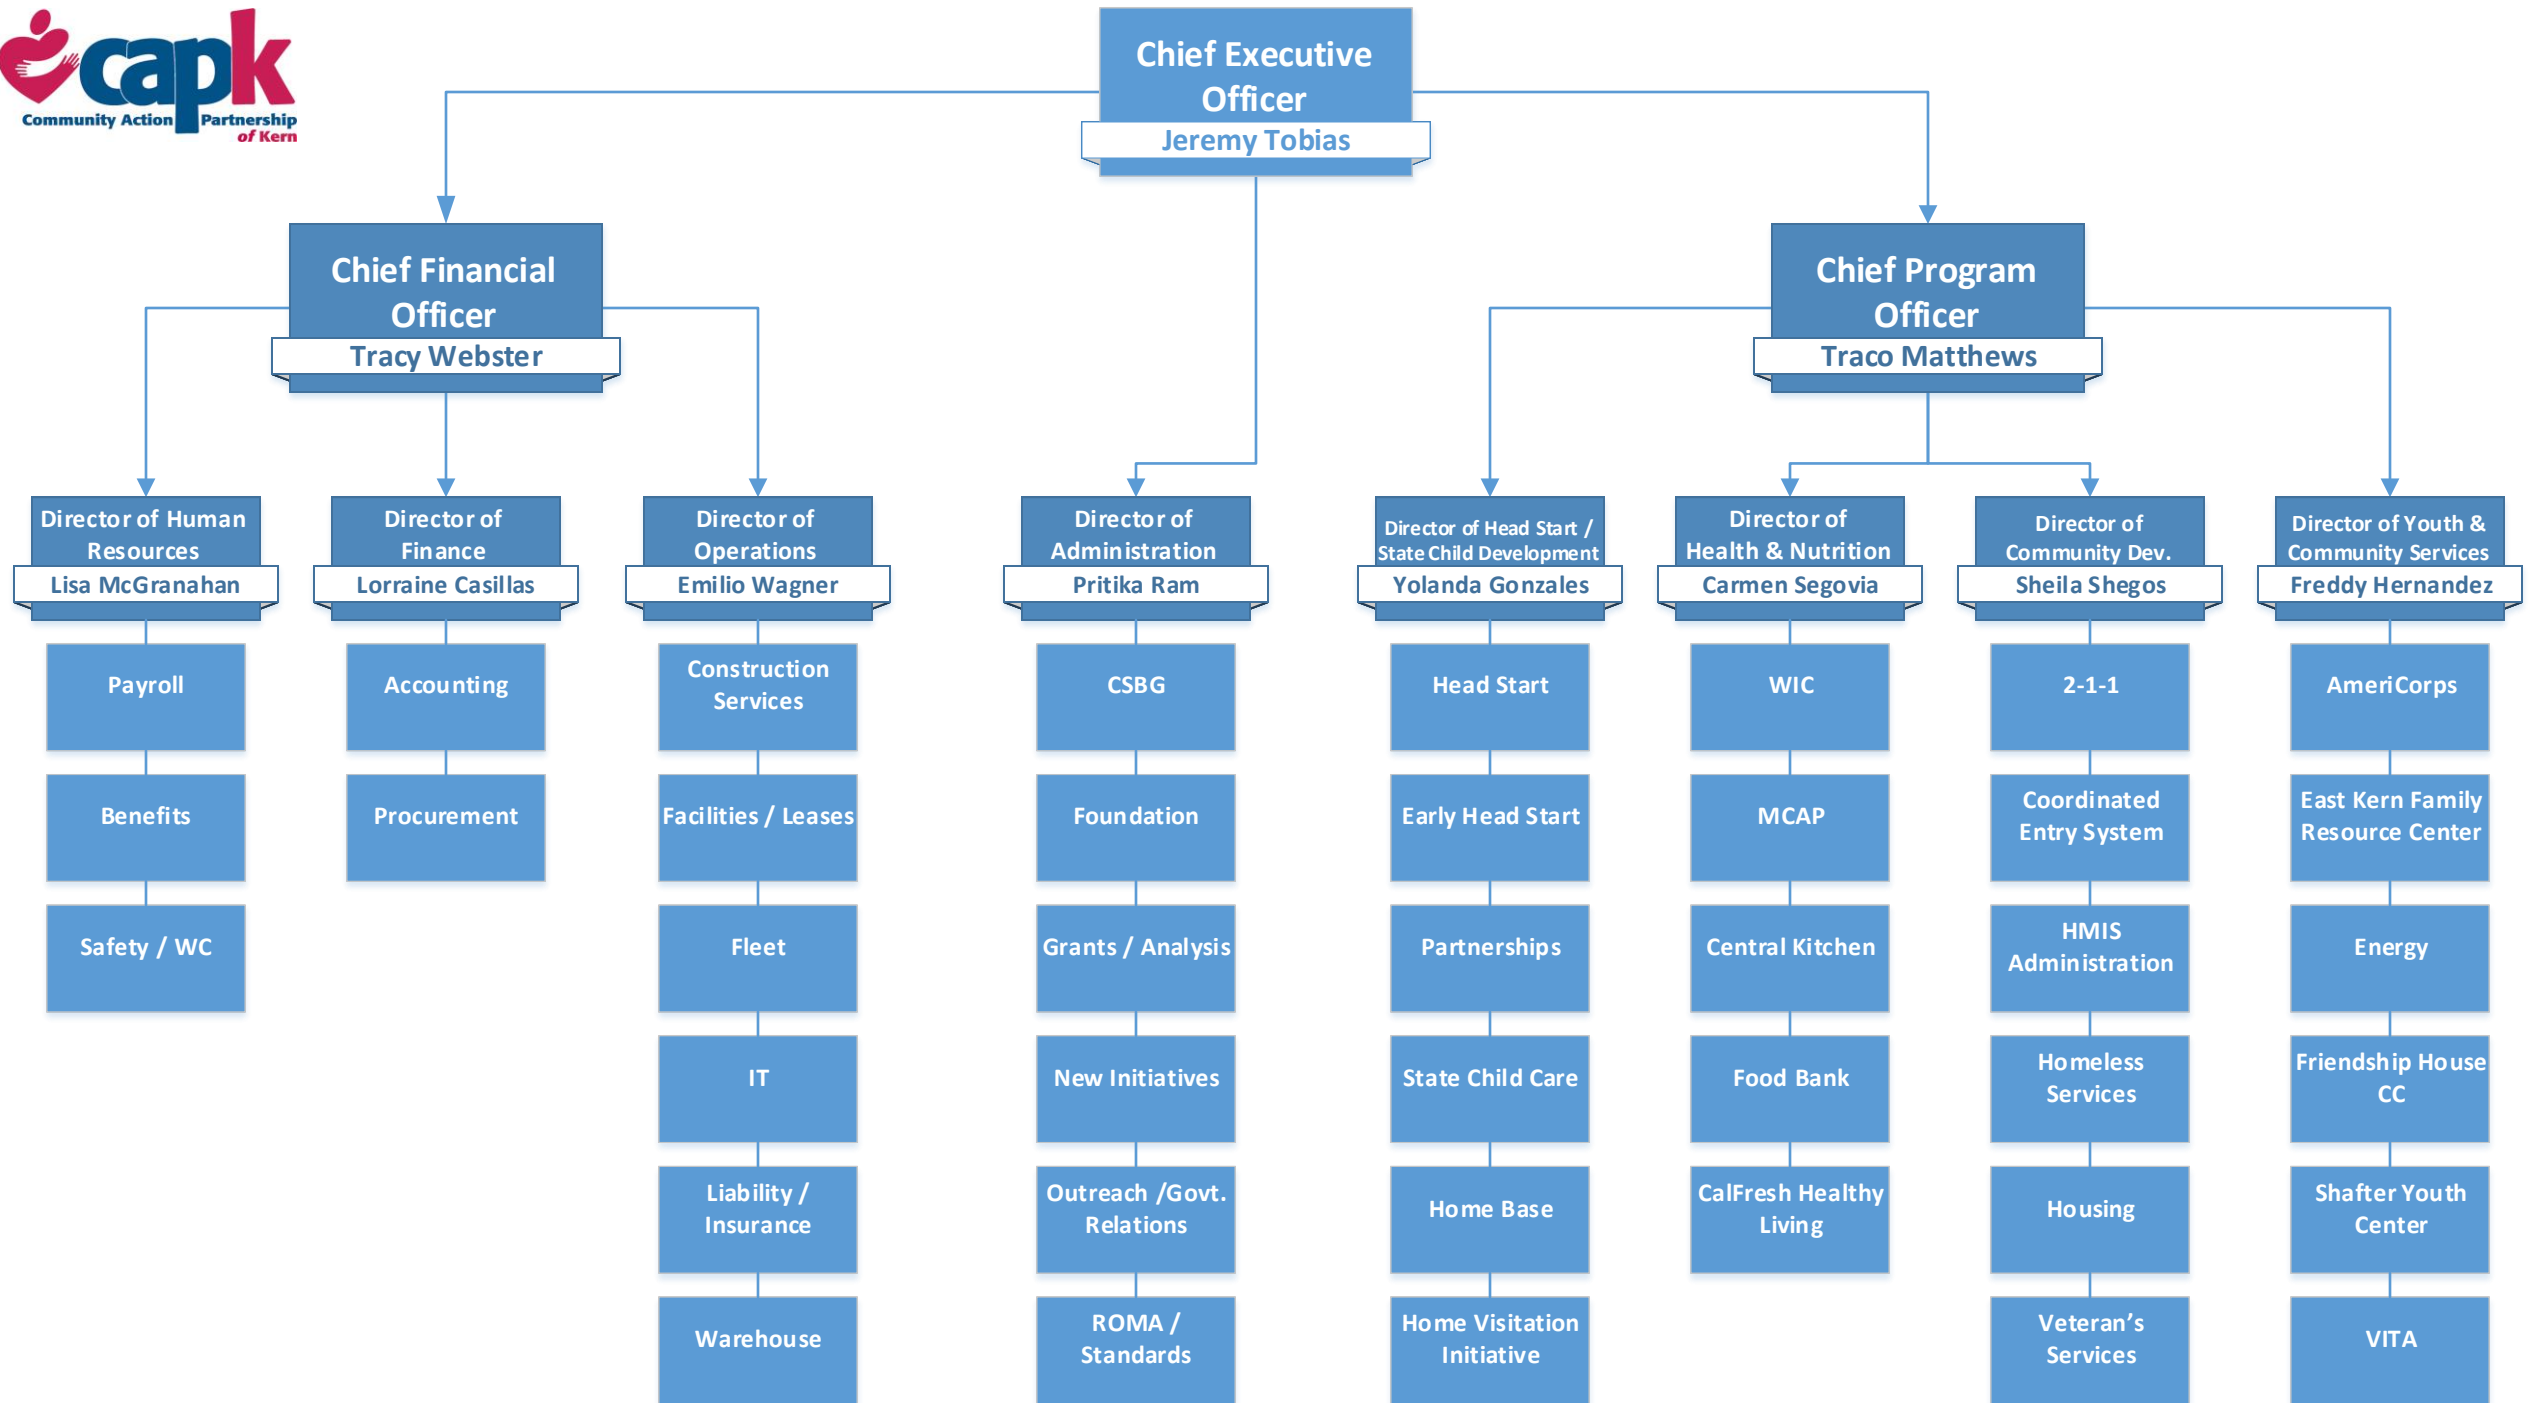 capk
Community Action Partnership
of Kern
Chief Executive
Officer
Jeremy Tobias
Chief Financial
Officer
Tracy Webster
Chief Program
Officer
Traco Matthews
Director of Human
Resources
Lisa McGranahan
Director of
Finance
Lorraine Casillas
Director of
Operations
Emilio Wagner
Director of
Administration
Pritika Ram
Director of Head Start /
State Child Development
Yolanda Gonzales
Director of
Health & Nutrition
Carmen Segovia
Director of
Community Dev.
Sheila Shegos
Director of Youth &
Community Services
Freddy Hernandez
Payroll
Benefits
Safety / WC
Accounting
Procurement
Construction
Services
Facilities / Leases
Fleet
IT
Liability /
Insurance
Warehouse
CSBG
Foundation
Grants / Analysis
New Initiatives
Outreach /Govt.
Relations
ROMA /
Standards
Head Start
Early Head Start
Partnerships
State Child Care
Home Base
Home Visitation
Initiative
WIC
MCAP
Central Kitchen
Food Bank
CalFresh Healthy
Living
2-1-1
Coordinated
Entry System
HMIS
Administration
Homeless
Services
Housing
Veteran’s
Services
AmeriCorps
East Kern Family
Resource Center
Energy
Friendship House
CC
Shafter Youth
Center
VITA